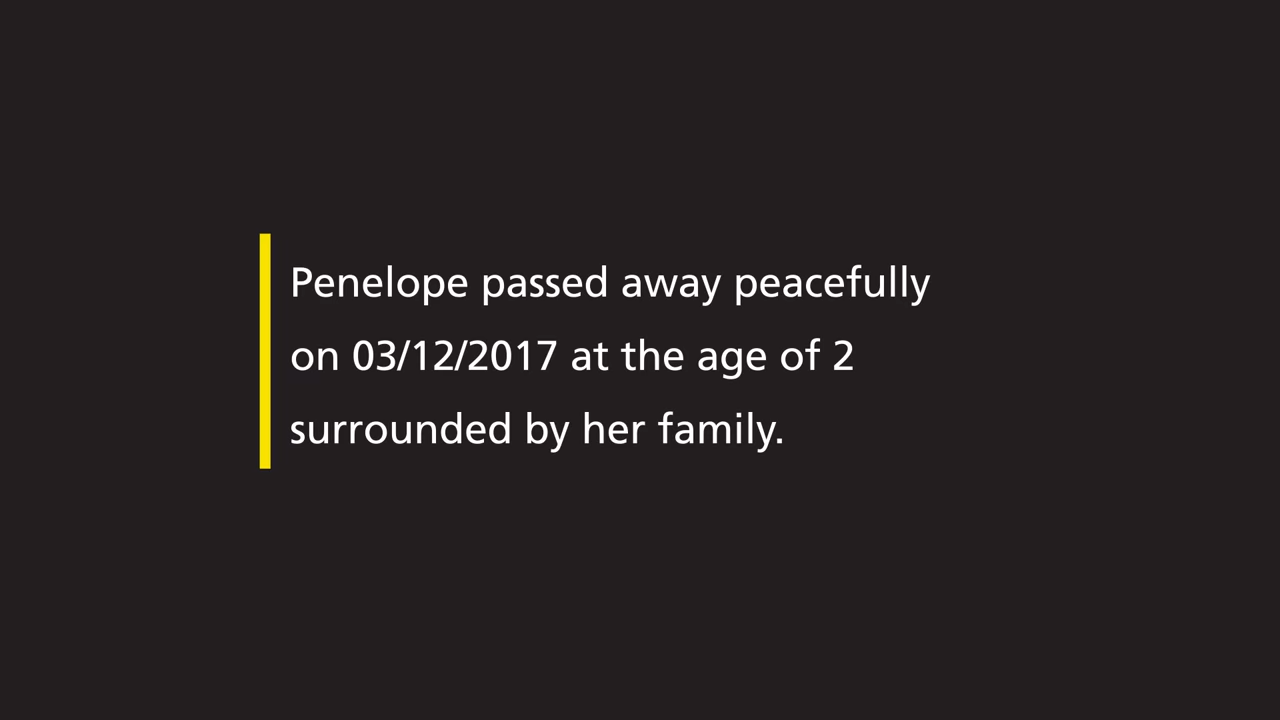 Penelope passed away peacefully
on 03/12/2017 at the age of 2
surrounded by her family.